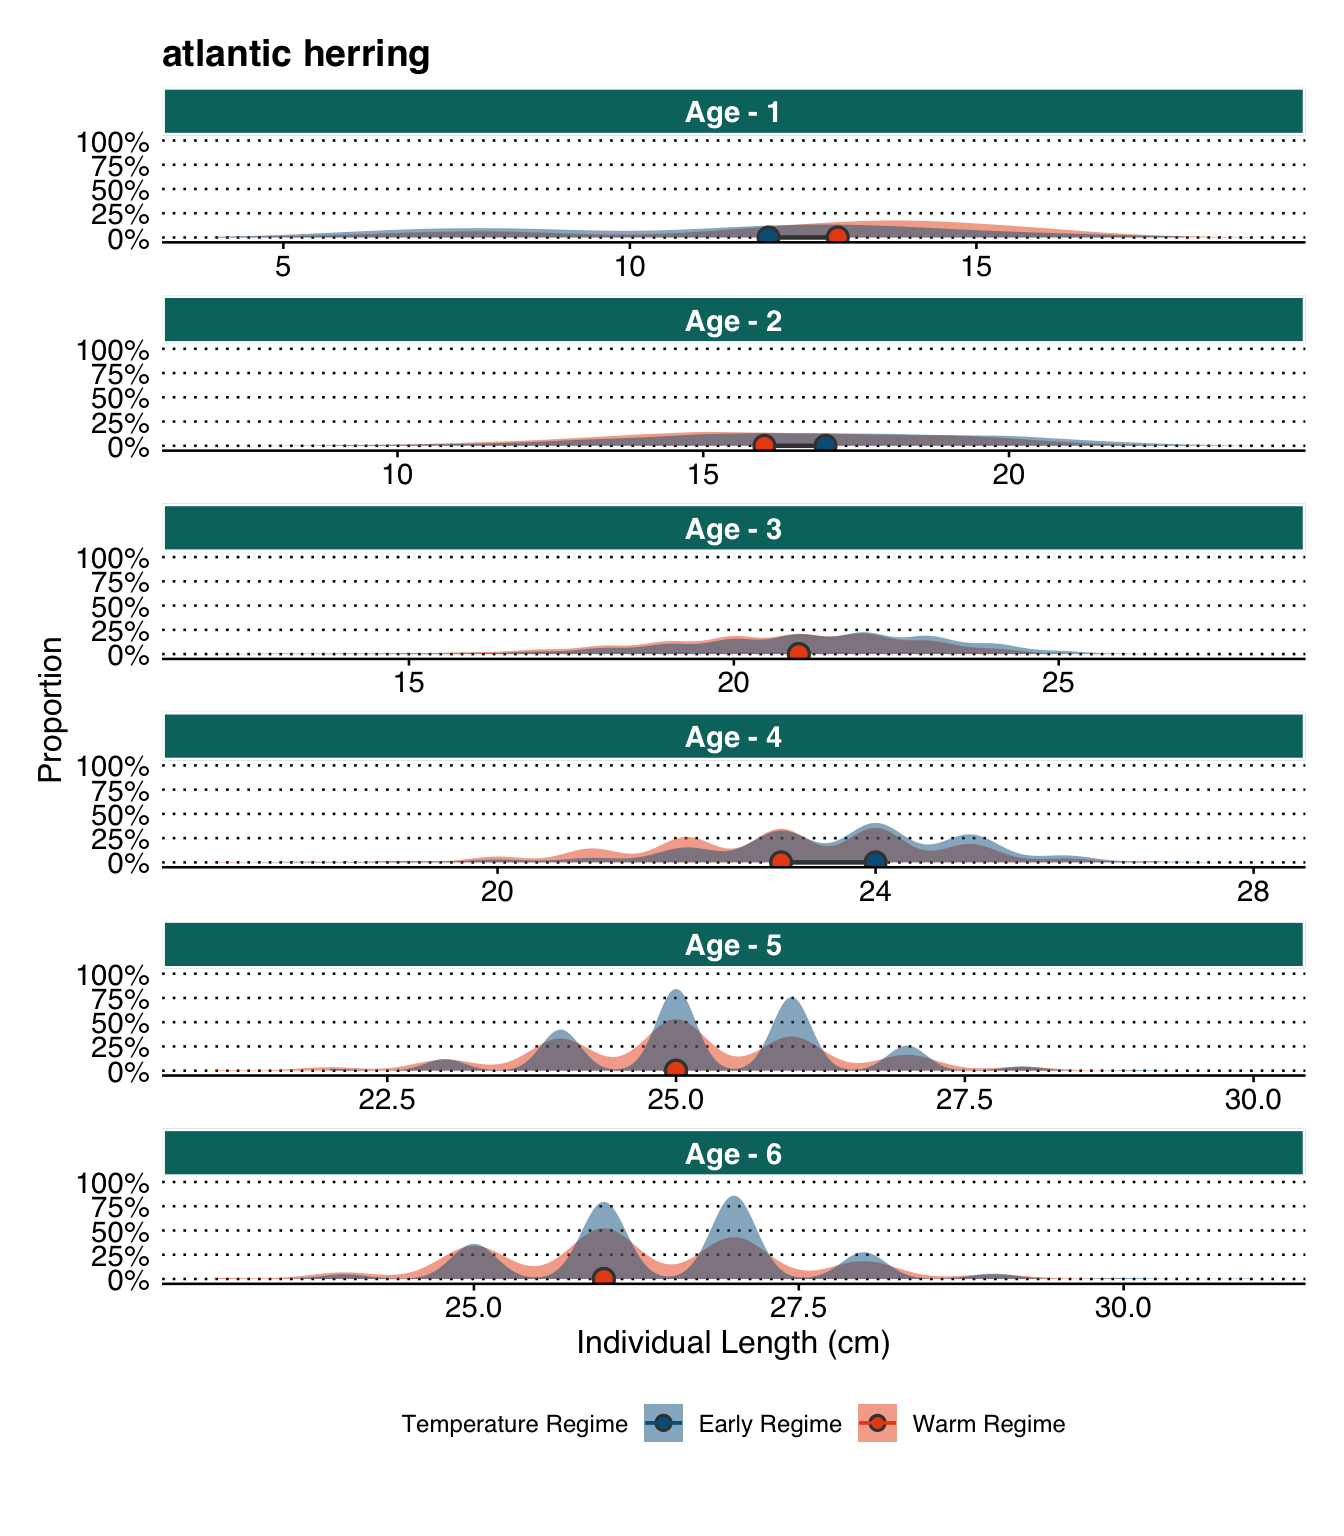 atlantic herring
Age - 1
100%
75%
50%
25%
0%
5 10 15
Age - 2
100%
75%
50%
25%
0%
10 15 20
Age - 3
100%
75%
50%
25%
0%
15 20 25
Age - 4
100%
75%
50%
25%
0%
20 24 28
Age - 5
100%
75%
50%
25%
0%
22.5 25.0 27.5 30.0
Age - 6
100%
75%
50%
25%
0%
25.0 27.5 30.0
Proportion
Individual Length (cm)
Temperature Regime Early Regime Warm Regime